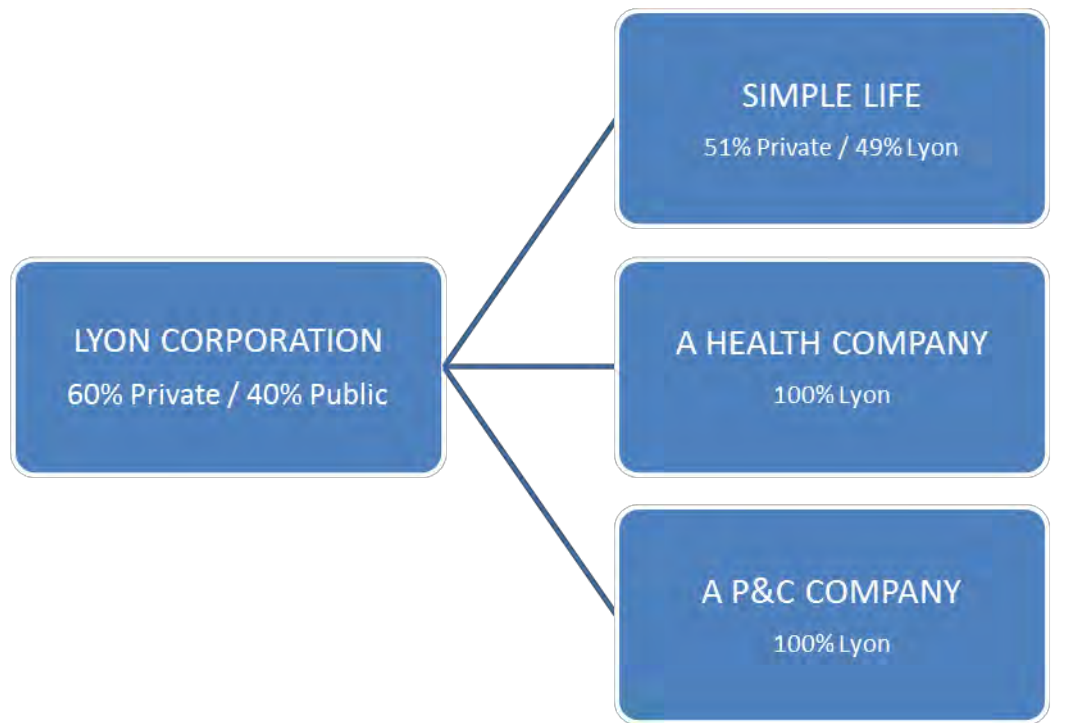 LYON CORPORATION
60% Private / 40% Public
SIMPLE LIFE
51% Private / 49% Lyon
A HEALTH COMPANY
100% Lyon
A P&C COMPANY
100% Lyon